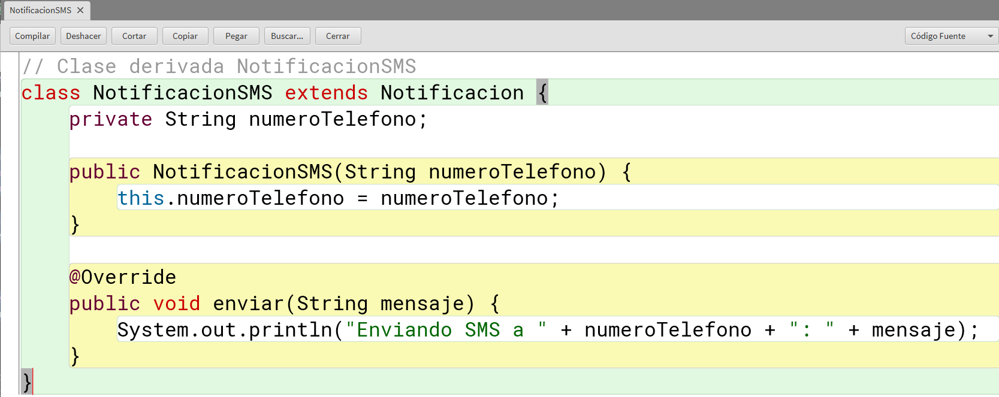 NotificacionSMS ✕
Compilar Deshacer Cortar Copiar Pegar Buscar... Cerrar Código Fuente
// Clase derivada NotificacionSMS
class NotificacionSMS extends Notificacion {
    private String numeroTelefono;

    public NotificacionSMS(String numeroTelefono) {
        this.numeroTelefono = numeroTelefono;
    }

    @Override
    public void enviar(String mensaje) {
        System.out.println("Enviando SMS a " + numeroTelefono + ": " + mensaje);
    }
}